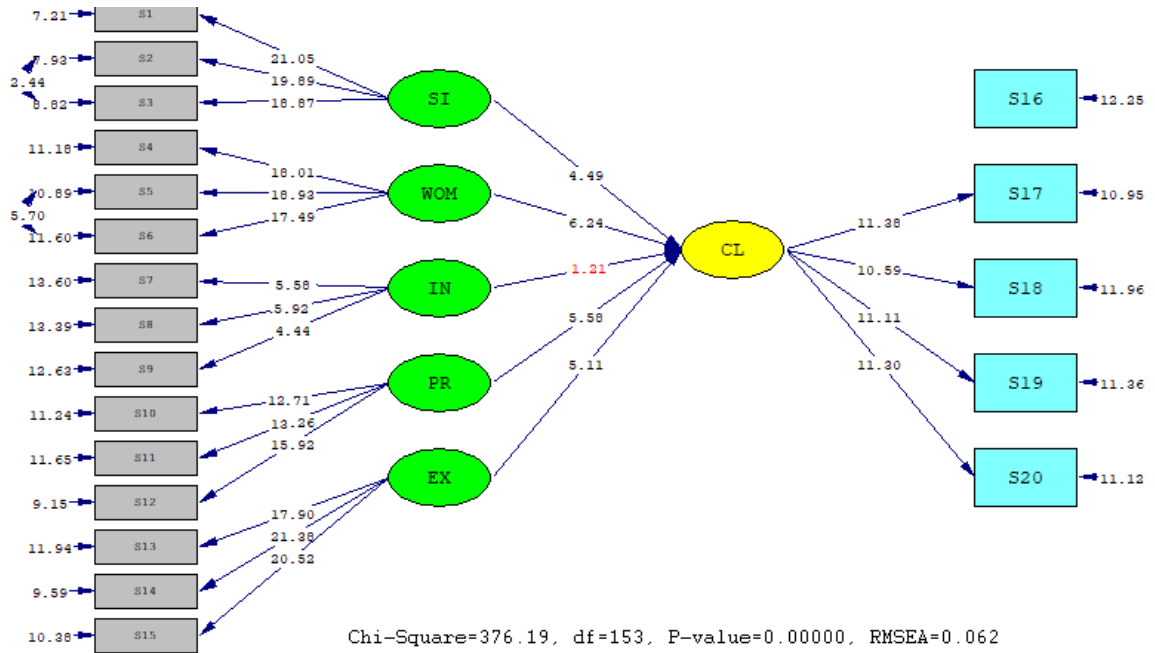 7.21 S1
7.93 S2
2.44
8.82 S3
11.18 S4
10.89 S5
5.70
11.60 S6
13.60 S7
13.39 S8
12.63 S9
11.24 S10
11.65 S11
9.15 S12
11.94 S13
9.59 S14
10.38 S15
21.05
19.89
18.87
SI
18.01
18.93
17.49
WOM
5.58
5.92
4.44
IN
12.71
13.26
15.92
PR
17.90
21.38
20.52
EX
4.49
6.24
1.21
5.58
5.11
CL
11.38
10.59
11.11
11.30
S16 12.25
S17 10.95
S18 11.96
S19 11.36
S20 11.12
Chi-Square=376.19, df=153, P-value=0.00000, RMSEA=0.062